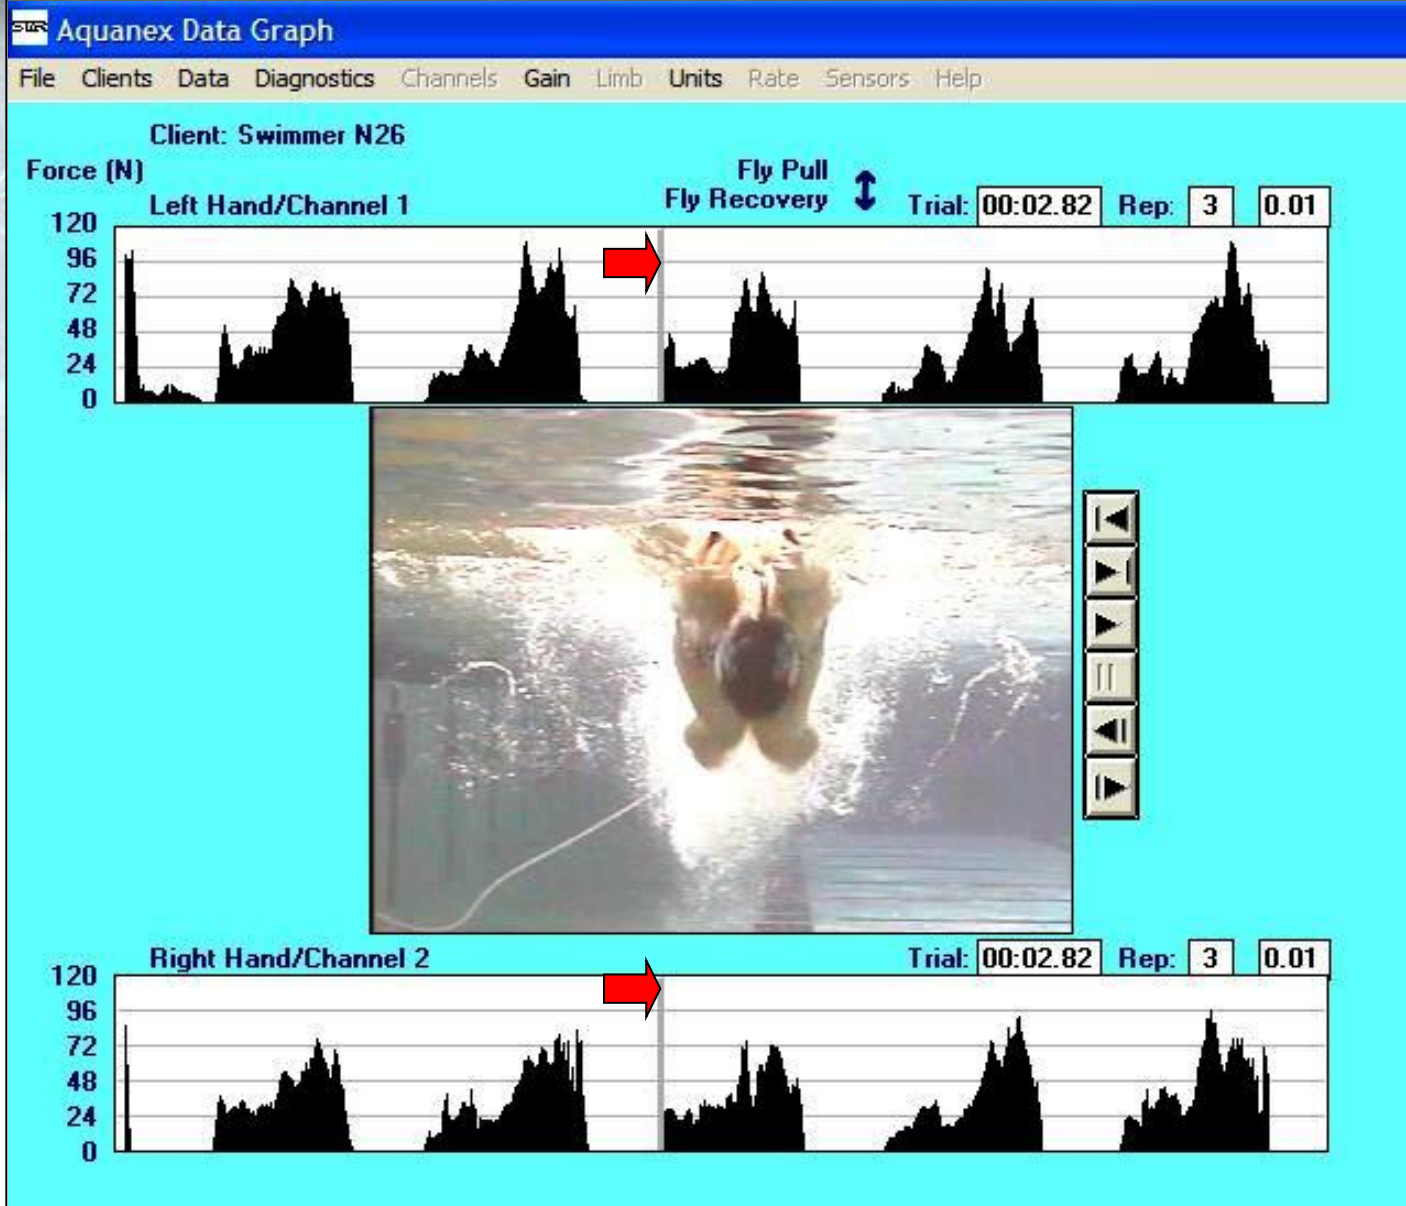 STAR Aquanex Data Graph
File Clients Data Diagnostics Channels Gain Limb Units Rate Sensors Help
Client: Swimmer N26
Force (N)
Fly Pull
Fly Recovery
Left Hand/Channel 1
Trial: 00:02.82 Rep: 3 0.01
120
96
72
48
24
0
Right Hand/Channel 2
Trial: 00:02.82 Rep: 3 0.01
120
96
72
48
24
0